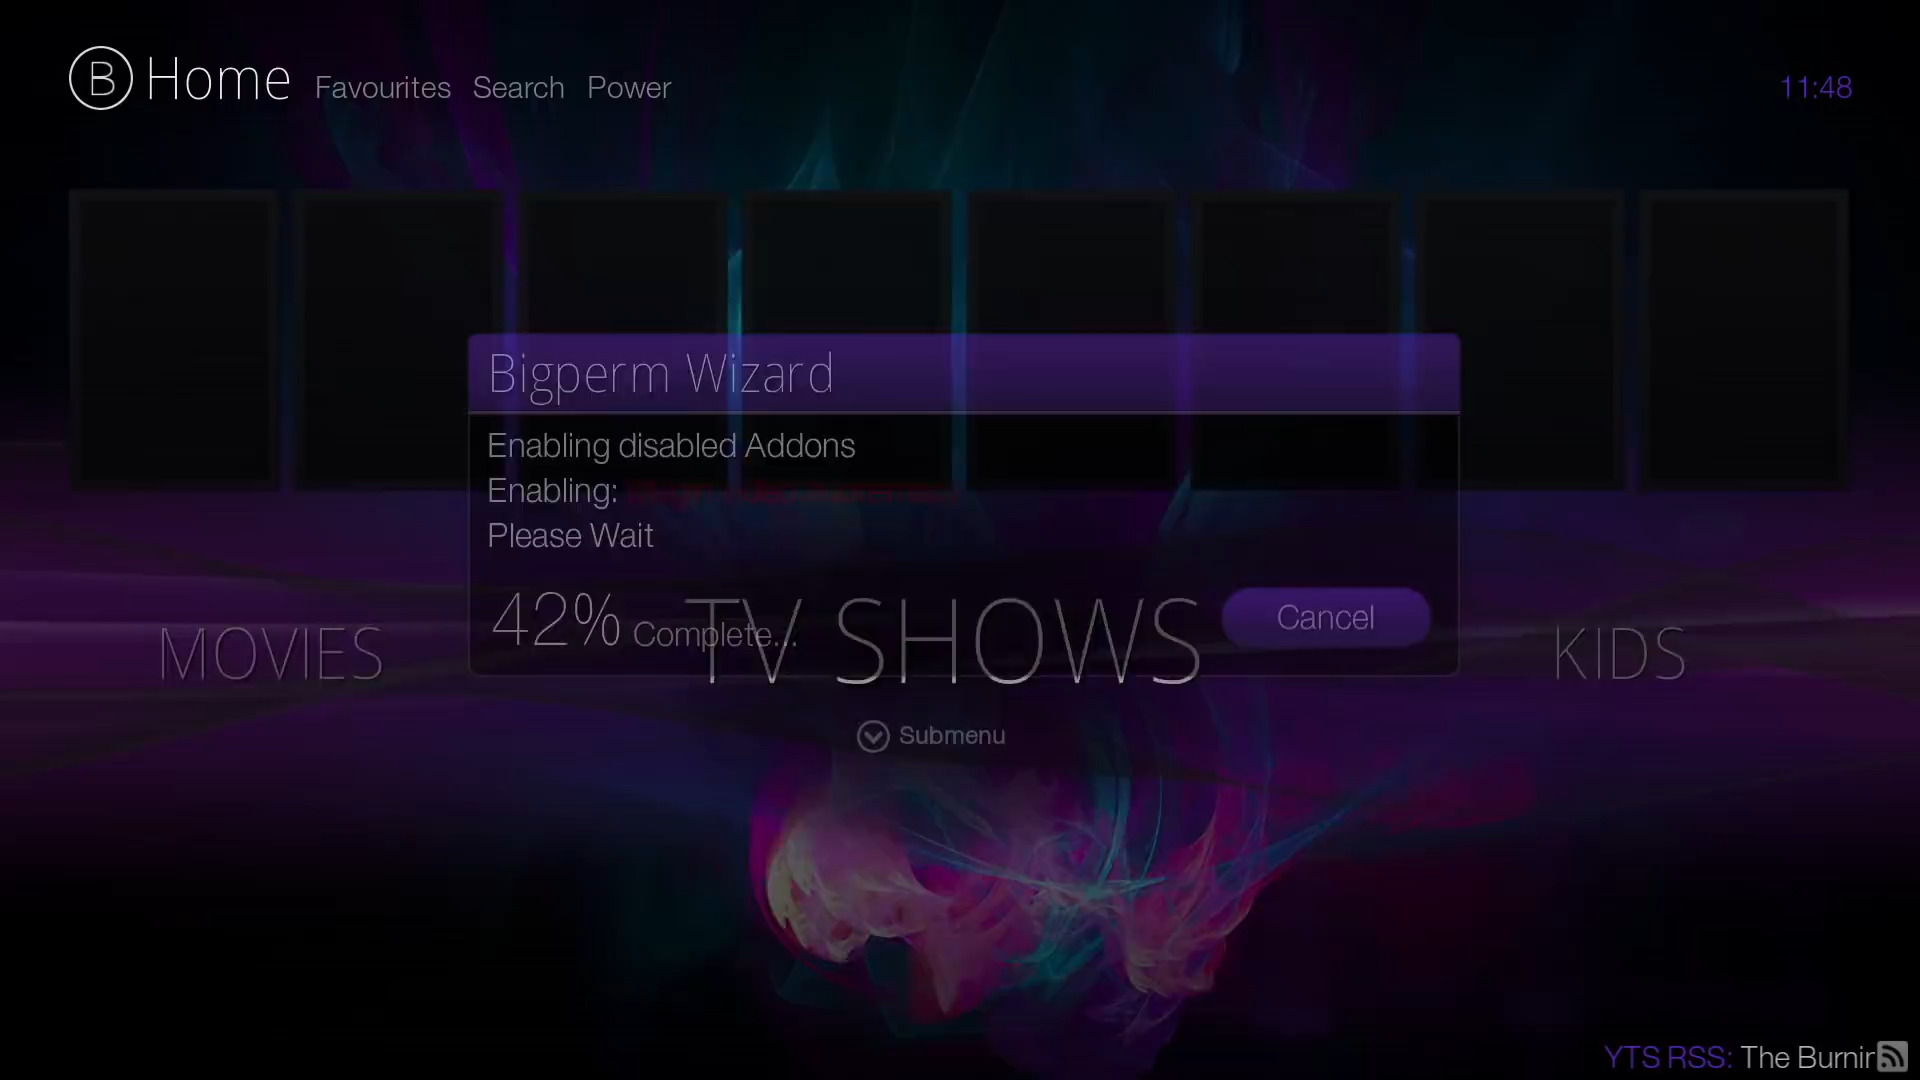 B Home Favourites Search Power
11:48
Bigperm Wizard
Enabling disabled Addons
Enabling:
Please Wait
42% Complete...
Cancel
MOVIES
TV SHOWS
KIDS
Submenu
YTS RSS: The Burnin